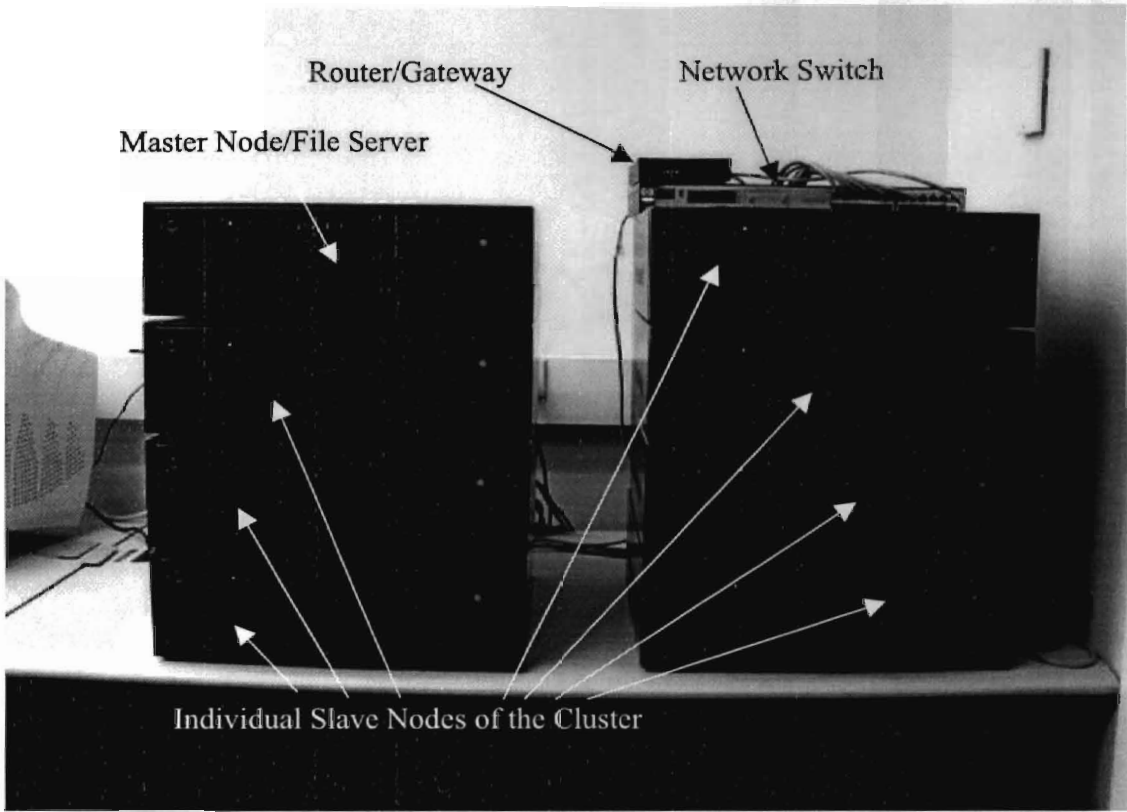 Router/Gateway
Network Switch
Master Node/File Server
Individual Slave Nodes of the Cluster